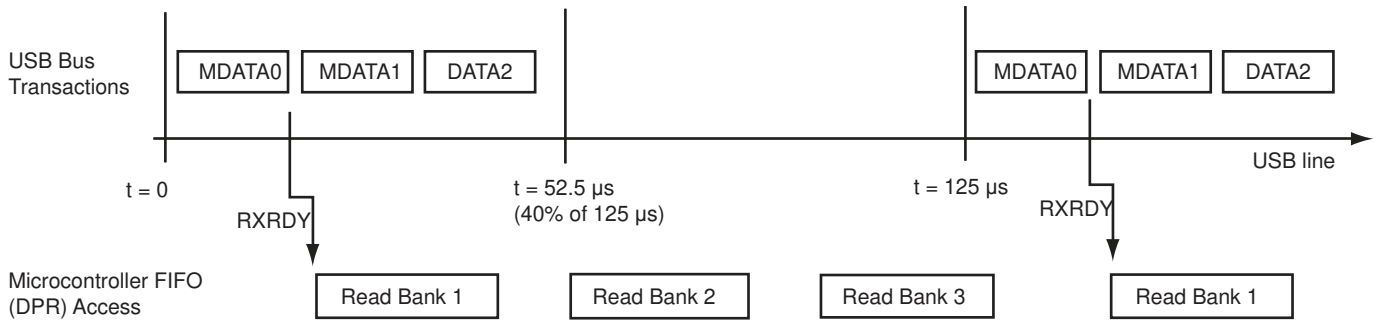 USB Bus
Transactions
MDATA0 MDATA1 DATA2 MDATA0 MDATA1 DATA2
USB line
t = 0 t = 52.5 µs t = 125 µs
(40% of 125 µs)
RXRDY RXRDY
Microcontroller FIFO
(DPR) Access
Read Bank 1 Read Bank 2 Read Bank 3 Read Bank 1